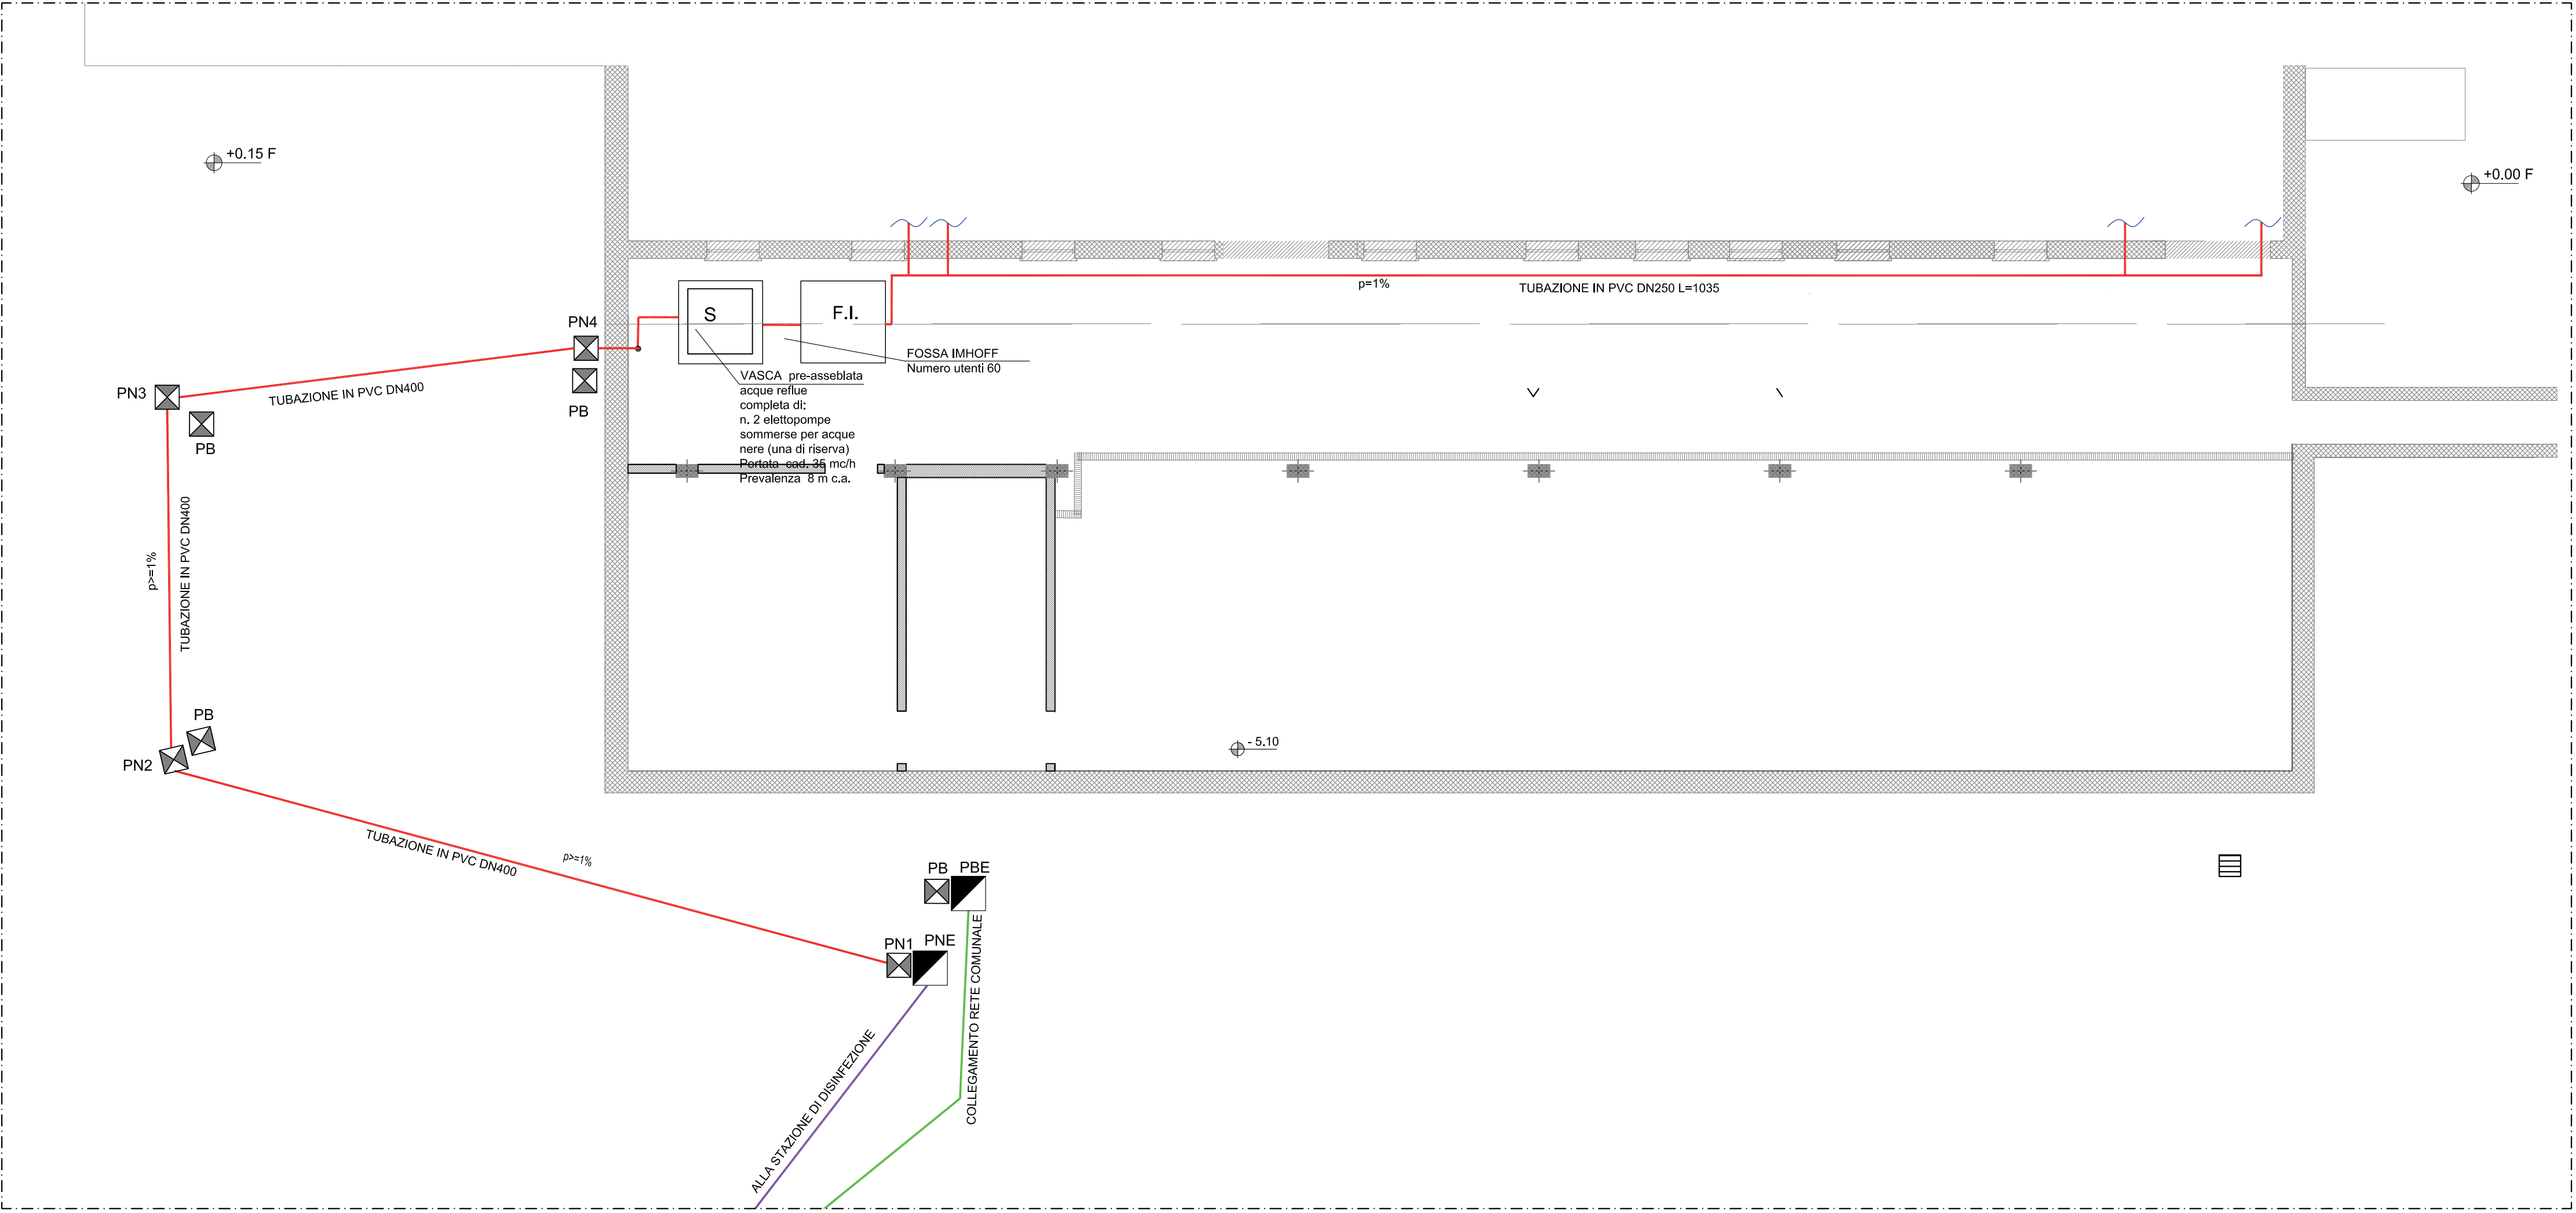 +0.15 F
+0.00 F
p=1%
TUBAZIONE IN PVC DN250 L=1035
S
F.I.
PN4
FOSSA IMHOFF
Numero utenti 60
VASCA pre-asseblata
acque reflue
completa di:
n. 2 elettopompe
sommerse per acque
nere (una di riserva)
Portata cad. 35 mc/h
Prevalenza 8 m c.a.
PN3
TUBAZIONE IN PVC DN400
PB
PB
p>=1%
TUBAZIONE IN PVC DN400
PB
PN2
- 5.10
TUBAZIONE IN PVC DN400
p>=1%
PB
PBE
PN1
PNE
COLLEGAMENTO RETE COMUNALE
ALLA STAZIONE DI DISINFEZIONE